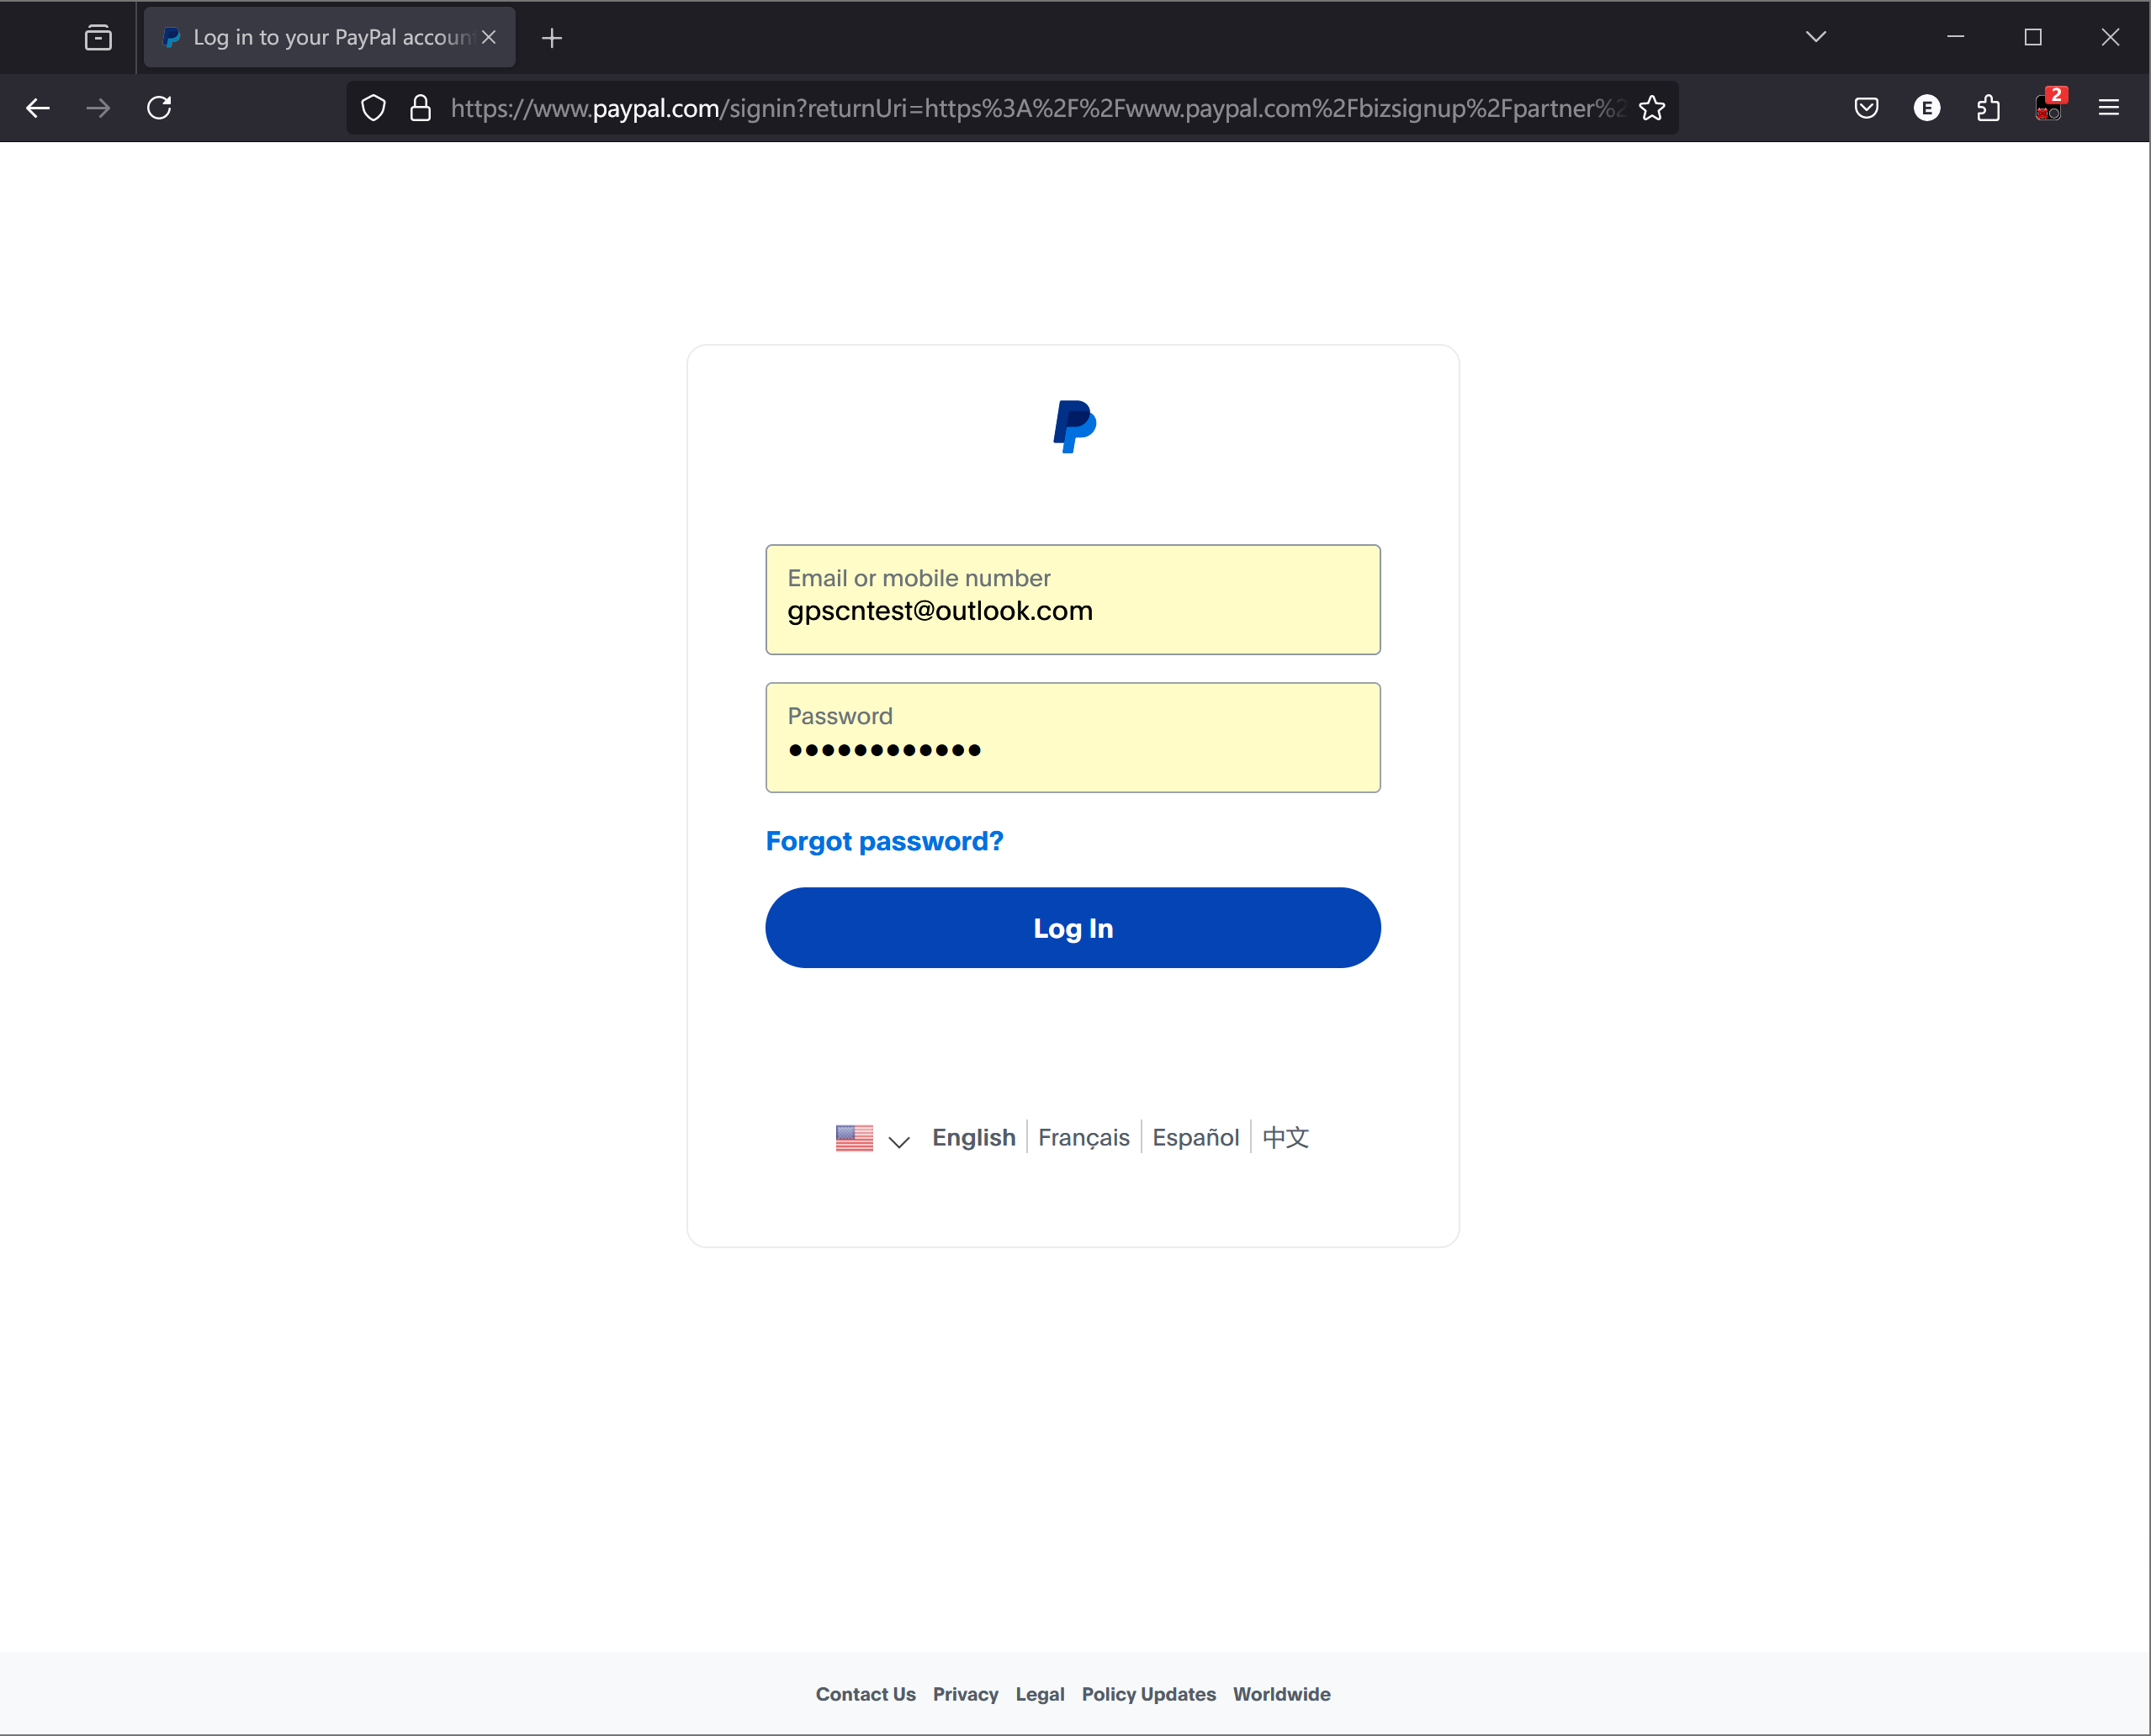 Log in to your PayPal accoun
https://www.paypal.com/signin?returnUri=https%3A%2F%2Fwww.paypal.com%2Fbizsignup%2Fpartner%2
E
2
Email or mobile number
gpscntest@outlook.com
Password
••••••••••••
Forgot password?
Log In
English Français Español 中文
Contact Us Privacy Legal Policy Updates Worldwide